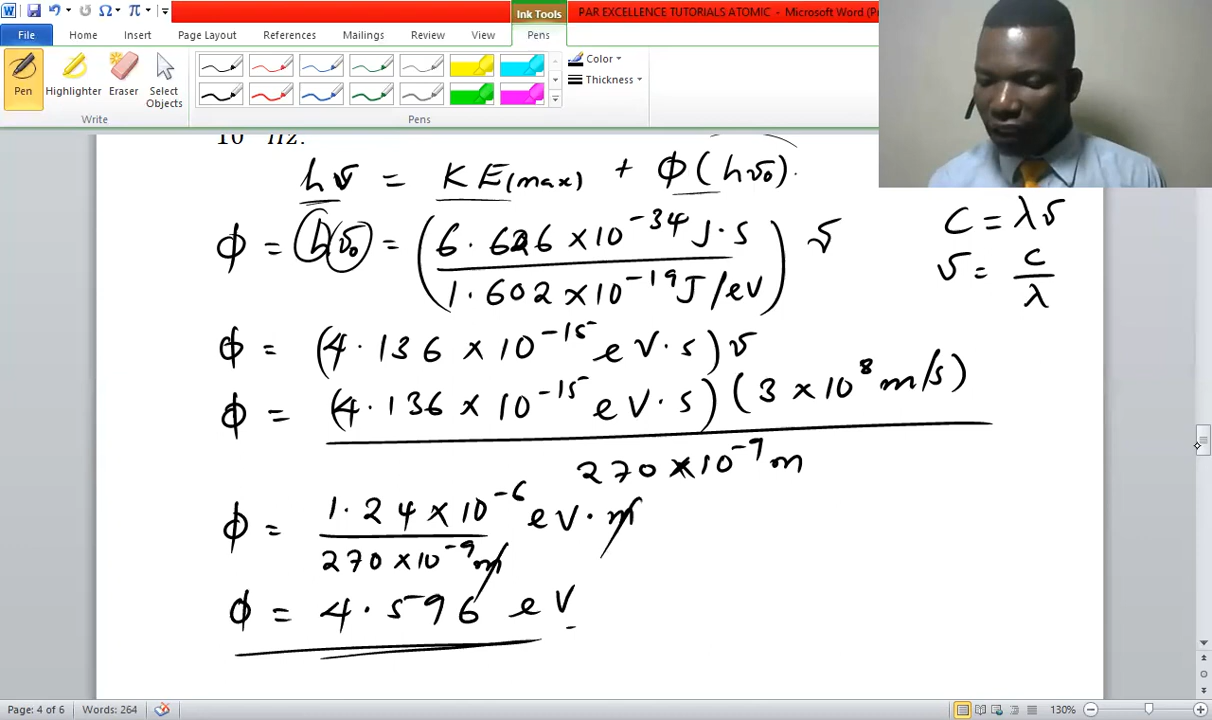 Ink Tools
PAR EXCELLENCE TUTORIALS ATOMIC - Microsoft Word (P
File Home Insert Page Layout References Mailings Review View Pens
Pen Highlighter Eraser Select Objects
Color
Thickness
Write
Pens
hν = KE(max) + ϕ(hν₀).
ϕ = hν₀ = (6.626 ×10⁻³⁴ J·s / 1.602 ×10⁻¹⁹ J/eV) ν
C = λν
ν = c/λ
ϕ = (4.136 × 10⁻¹⁵ eV·s) ν
ϕ = (4.136 × 10⁻¹⁵ eV·s) (3 × 10⁸ m/s)
270 × 10⁻⁹ m
ϕ = 1.24 × 10⁻⁶ eV·m
270 ×10⁻⁹ m
ϕ = 4.596 eV
Page: 4 of 6 Words: 264
130%